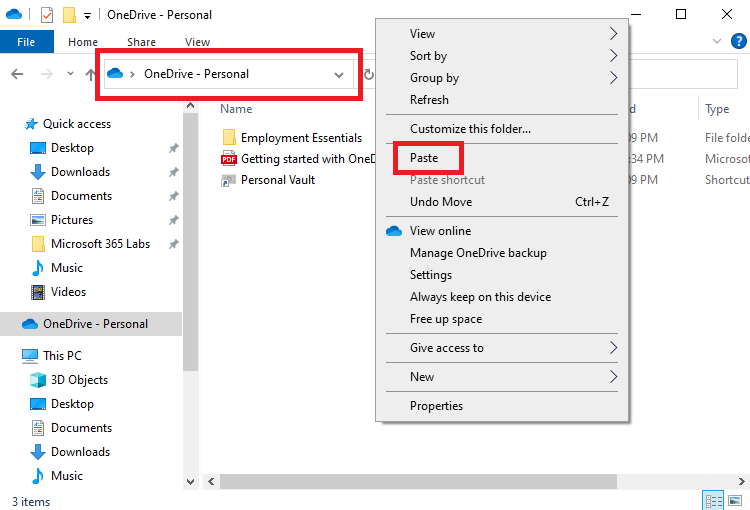 OneDrive - Personal
File Home Share View
OneDrive - Personal
Name Type
Quick access
Desktop
Downloads
Documents
Pictures
Microsoft 365 Labs
Music
Videos
OneDrive - Personal
This PC
3D Objects
Desktop
Documents
Downloads
Music
Employment Essentials 09 PM File folde
PDF Getting started with OneD :34 PM Microsof
Personal Vault 09 PM Shortcut
View
Sort by
Group by
Refresh
Customize this folder...
Paste
Paste shortcut
Undo Move Ctrl+Z
View online
Manage OneDrive backup
Settings
Always keep on this device
Free up space
Give access to
New
Properties
3 items